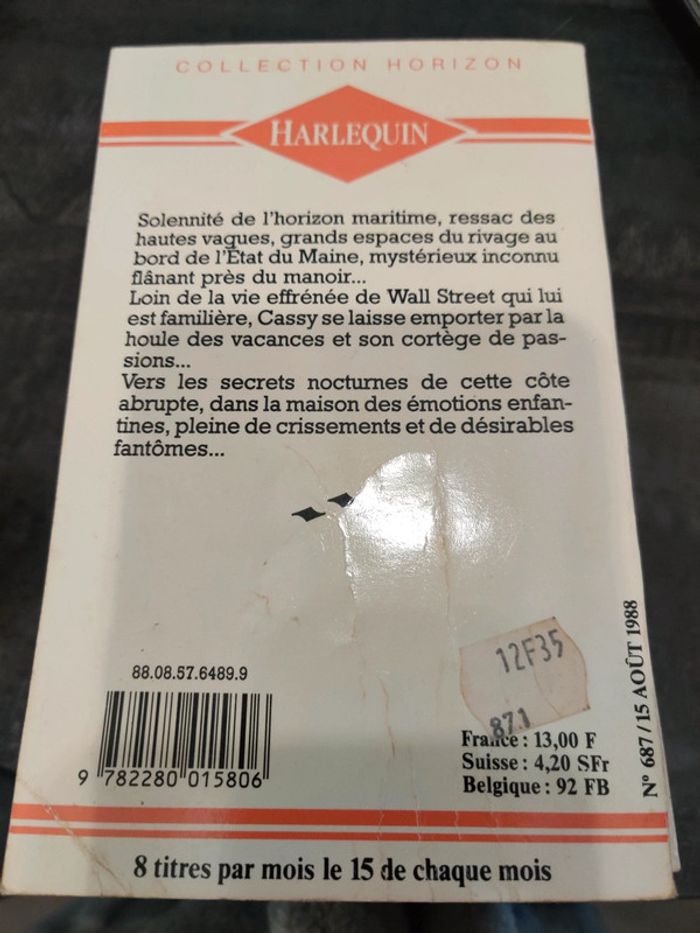 COLLECTION HORIZON
HARLEQUIN
Solennité de l'horizon maritime, ressac des
hautes vagues, grands espaces du rivage au
bord de l'État du Maine, mystérieux inconnu
flânant près du manoir...
Loin de la vie effrénée de Wall Street qui lui
est familière, Cassy se laisse emporter par la
houle des vacances et son cortège de pas-
sions...
Vers les secrets nocturnes de cette côte
abrupte, dans la maison des émotions enfan-
tines, pleine de crissements et de désirables
fantômes...
88.08.57.6489.9
9 782280 015806
12F35
871
France : 13,00 F
Suisse : 4,20 SFr
Belgique : 92 FB
N° 687 / 15 AOÛT 1988
8 titres par mois le 15 de chaque mois